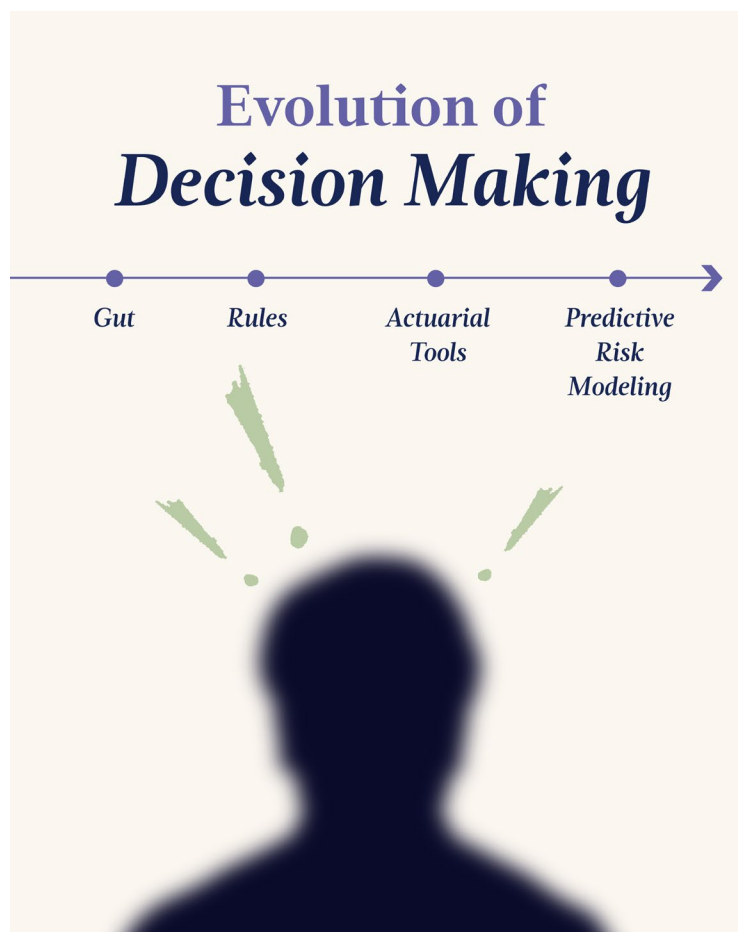 Evolution of
Decision Making
Gut
Rules
Actuarial
Tools
Predictive
Risk
Modeling